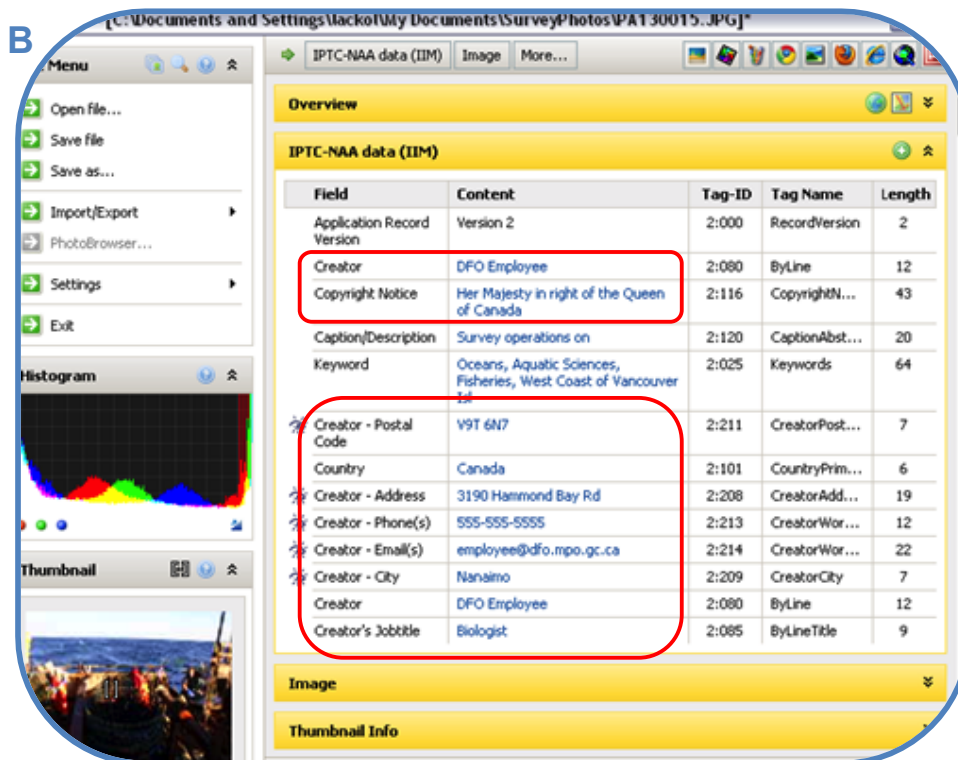 B
[C:\Documents and Settings\lackof\My Documents\SurveyPhotos\PA130015.JPG]*
Menu
Open file...
Save file
Save as...
Import/Export
PhotoBrowser...
Settings
Exit
Histogram
Thumbnail
IPTC-NAA data (IIM) Image More...
Overview
IPTC-NAA data (IIM)
Field Content Tag-ID Tag Name Length
Application Record Version 2 2:000 RecordVersion 2
Version
Creator DFO Employee 2:080 ByLine 12
Copyright Notice Her Majesty in right of the Queen 2:116 CopyrightN... 43
of Canada
Caption/Description Survey operations on 2:120 CaptionAbst... 20
Keyword Oceans, Aquatic Sciences, 2:025 Keywords 64
Fisheries, West Coast of Vancouver
Isl
Creator - Postal V9T 6N7 2:211 CreatorPost... 7
Code
Country Canada 2:101 CountryPrim... 6
Creator - Address 3190 Hammond Bay Rd 2:208 CreatorAdd... 19
Creator - Phone(s) 555-555-5555 2:213 CreatorWor... 12
Creator - Email(s) employee@dfo.mpo.gc.ca 2:214 CreatorWor... 22
Creator - City Nanaimo 2:209 CreatorCity 7
Creator DFO Employee 2:080 ByLine 12
Creator's Jobtitle Biologist 2:085 ByLineTitle 9
Image
Thumbnail Info